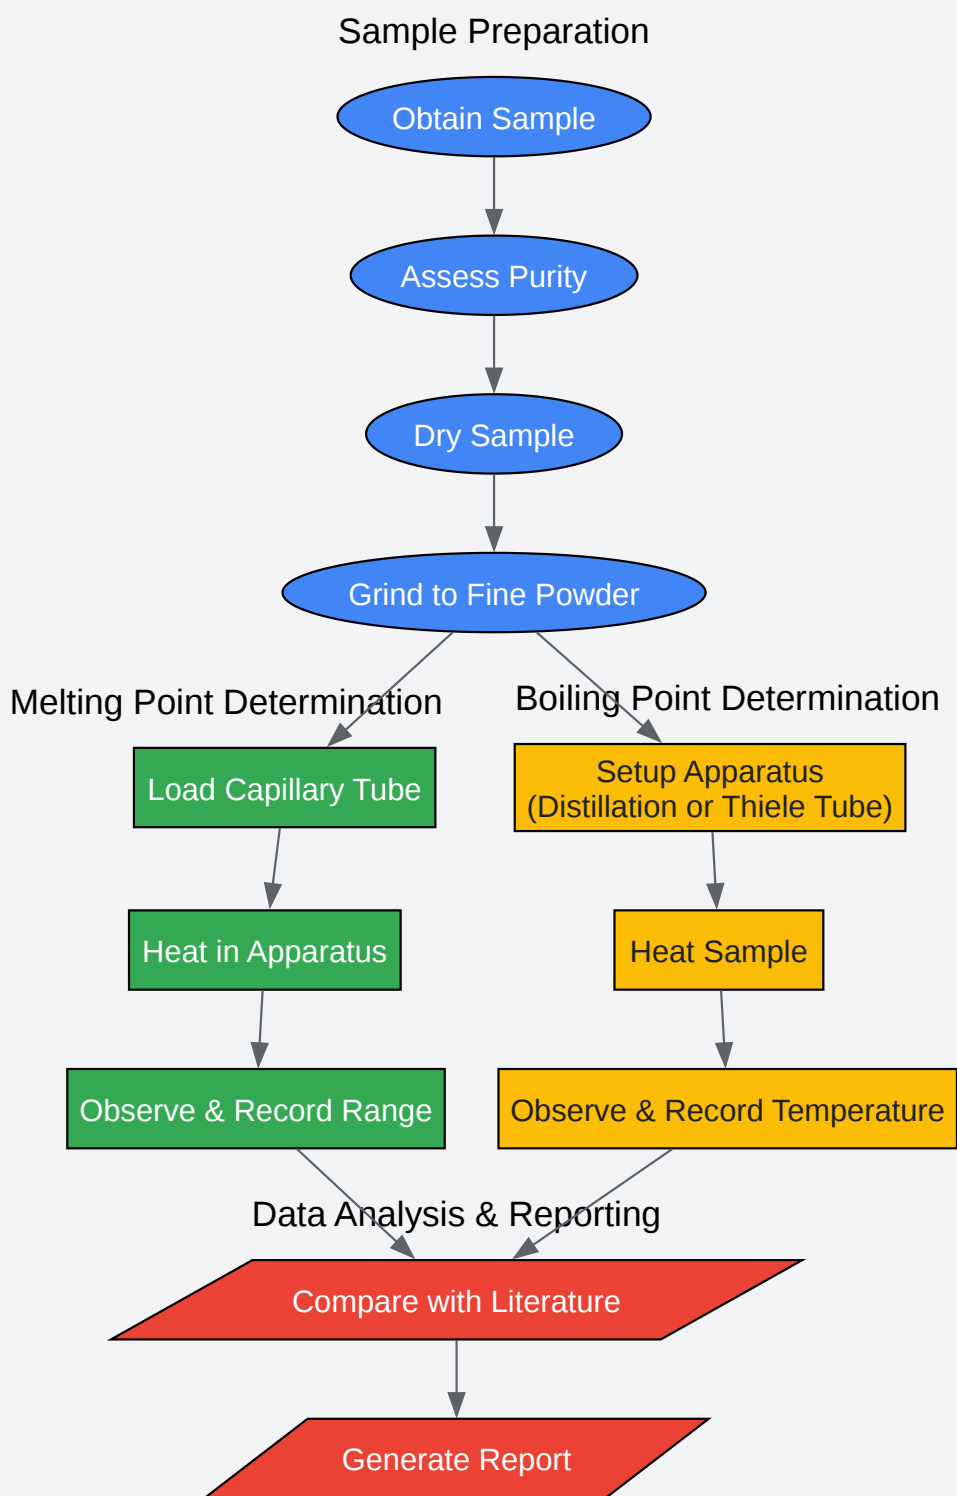 Sample Preparation
Obtain Sample
Assess Purity
Dry Sample
Grind to Fine Powder
Melting Point Determination
Boiling Point Determination
Load Capillary Tube
Setup Apparatus
(Distillation or Thiele Tube)
Heat in Apparatus
Heat Sample
Observe & Record Range
Observe & Record Temperature
Data Analysis & Reporting
Compare with Literature
Generate Report